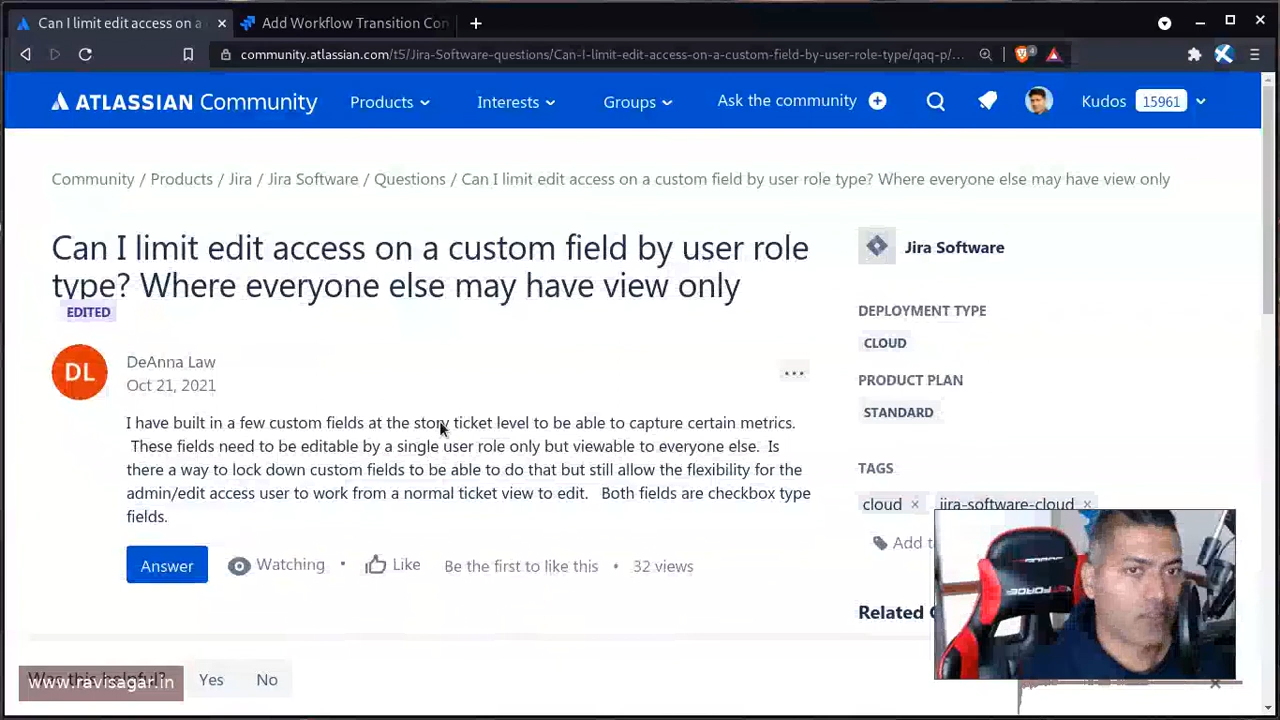 Can I limit edit access on a
Add Workflow Transition Con
community.atlassian.com/t5/Jira-Software-questions/Can-I-limit-edit-access-on-a-custom-field-by-user-role-type/qaq-p/…
4
ATLASSIAN Community
Products
Interests
Groups
Ask the community
Kudos 15961
Community / Products / Jira / Jira Software / Questions / Can I limit edit access on a custom field by user role type? Where everyone else may have view only
Can I limit edit access on a custom field by user role
type? Where everyone else may have view only
EDITED
DL
DeAnna Law
Oct 21, 2021
...
I have built in a few custom fields at the story ticket level to be able to capture certain metrics.
These fields need to be editable by a single user role only but viewable to everyone else. Is
there a way to lock down custom fields to be able to do that but still allow the flexibility for the
admin/edit access user to work from a normal ticket view to edit. Both fields are checkbox type
fields.
Answer
Watching • Like Be the first to like this • 32 views
Jira Software
DEPLOYMENT TYPE
CLOUD
PRODUCT PLAN
STANDARD
TAGS
cloud × jira-software-cloud ×
Add to
Related
Was this helpful? Yes No
www.ravisagar.in